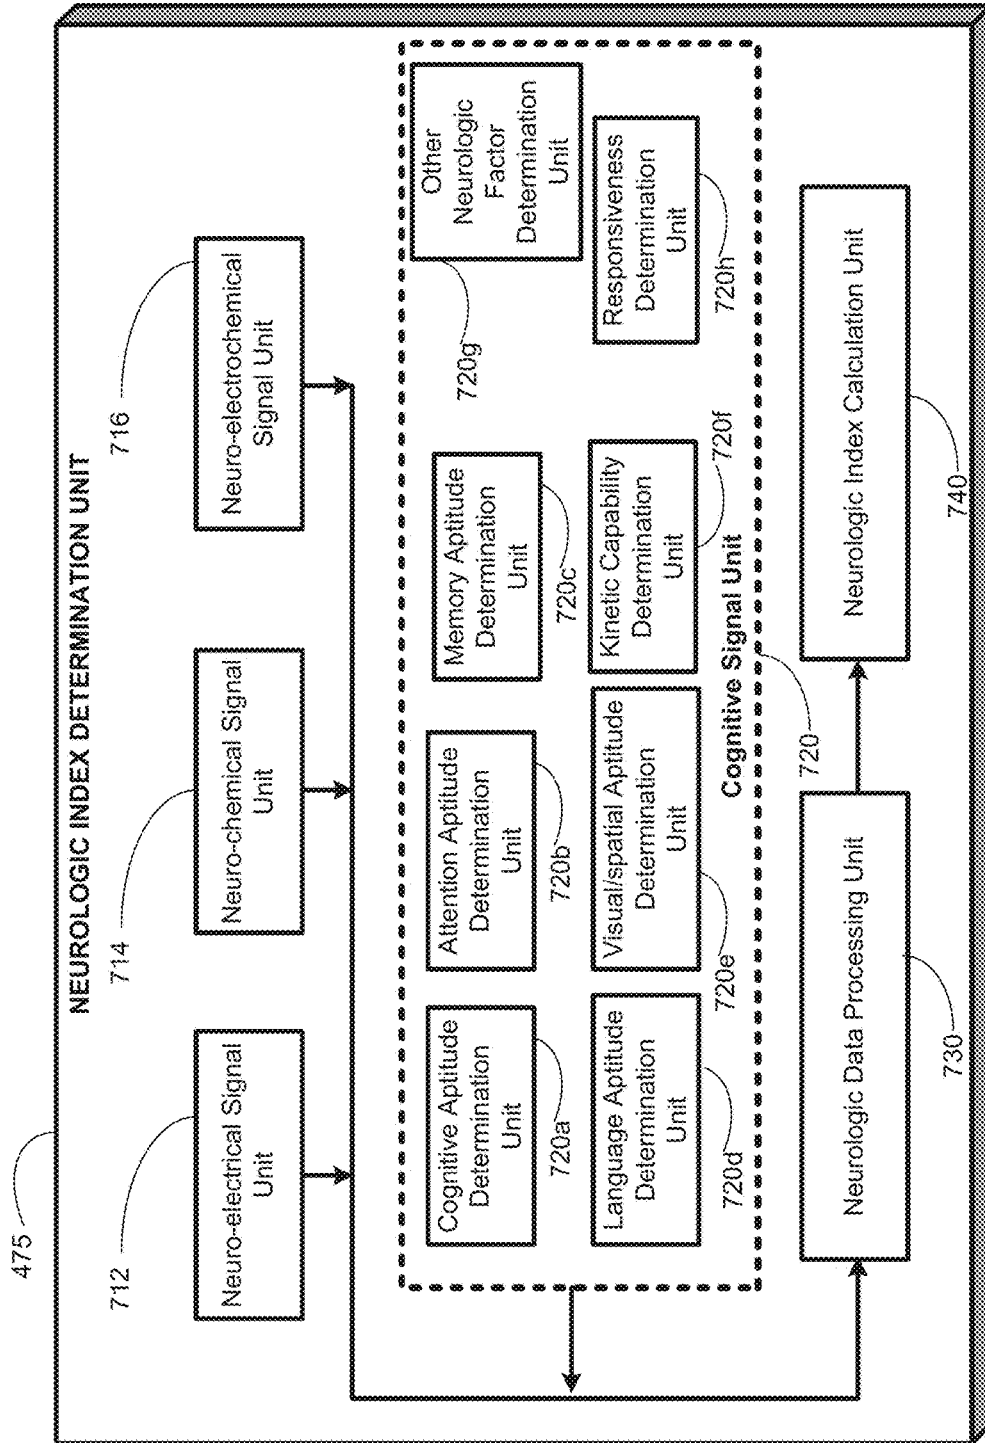 475
NEUROLOGIC INDEX DETERMINATION UNIT
712
714
716
Neuro-electrical Signal
Unit
Neuro-chemical Signal
Unit
Neuro-electrochemical
Signal Unit
Cognitive Aptitude
Determination
Unit
720a
Attention Aptitude
Determination
Unit
720b
Memory Aptitude
Determination
Unit
720c
Other
Neurologic
Factor
Determination
Unit
720g
Language Aptitude
Determination
Unit
720d
Visual/spatial Aptitude
Determination
Unit
720e
Kinetic Capability
Determination
Unit
720f
Responsiveness
Determination
Unit
720h
Cognitive Signal Unit
720
Neurologic Data Processing Unit
730
Neurologic Index Calculation Unit
740